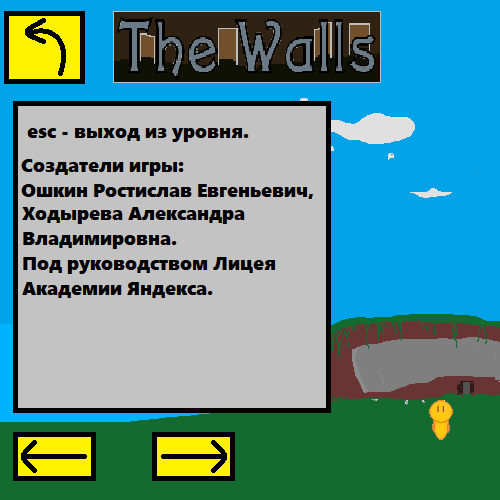 The Walls
esc - выход из уровня.
Создатели игры:
Ошкин Ростислав Евгеньевич,
Ходырева Александра
Владимировна.
Под руководством Лицея
Академии Яндекса.